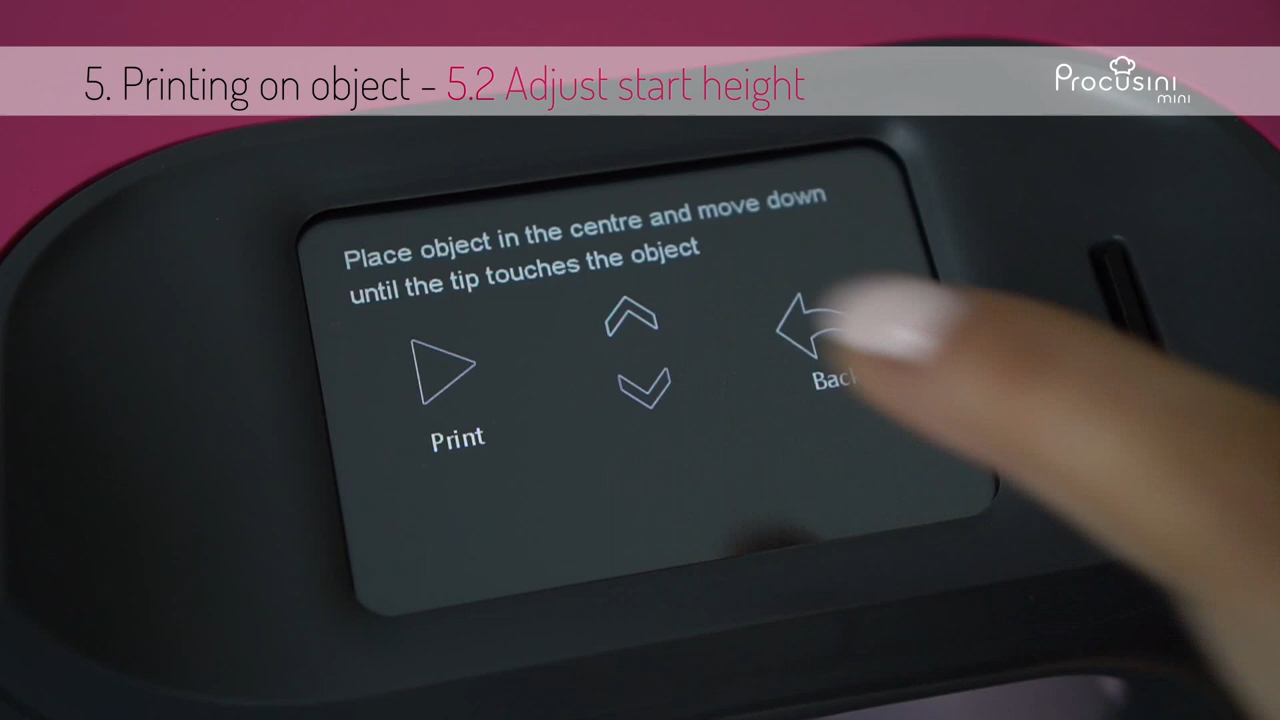 5. Printing on object - 5.2 Adjust start height
Procusini
mini
Place object in the centre and move down
until the tip touches the object
Print
Back